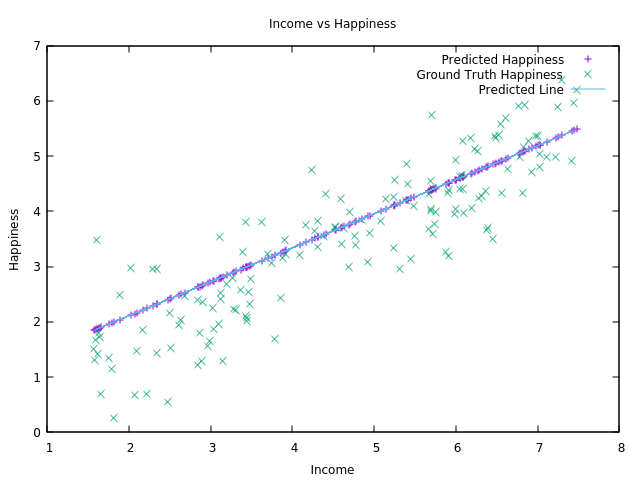 Income vs Happiness
7
6
5
4
3
2
1
0
Happiness
Predicted Happiness
Ground Truth Happiness
Predicted Line
1 2 3 4 5 6 7 8
Income